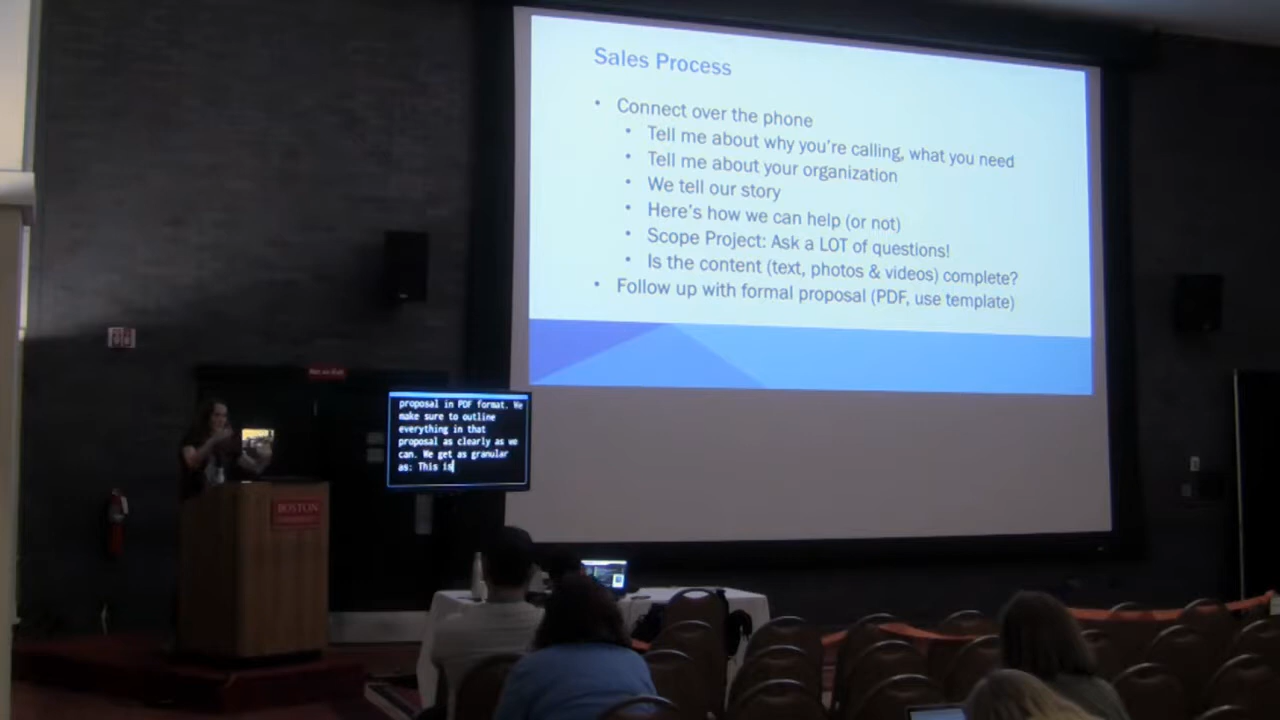 Sales Process
• Connect over the phone
• Tell me about why you're calling, what you need
• Tell me about your organization
• We tell our story
• Here's how we can help (or not)
• Scope Project: Ask a LOT of questions!
• Is the content (text, photos & videos) complete?
• Follow up with formal proposal (PDF, use template)
proposal in PDF format. We
make sure to outline
everything in that
proposal as clearly as we
can. We get as granular
as: This is
BOSTON